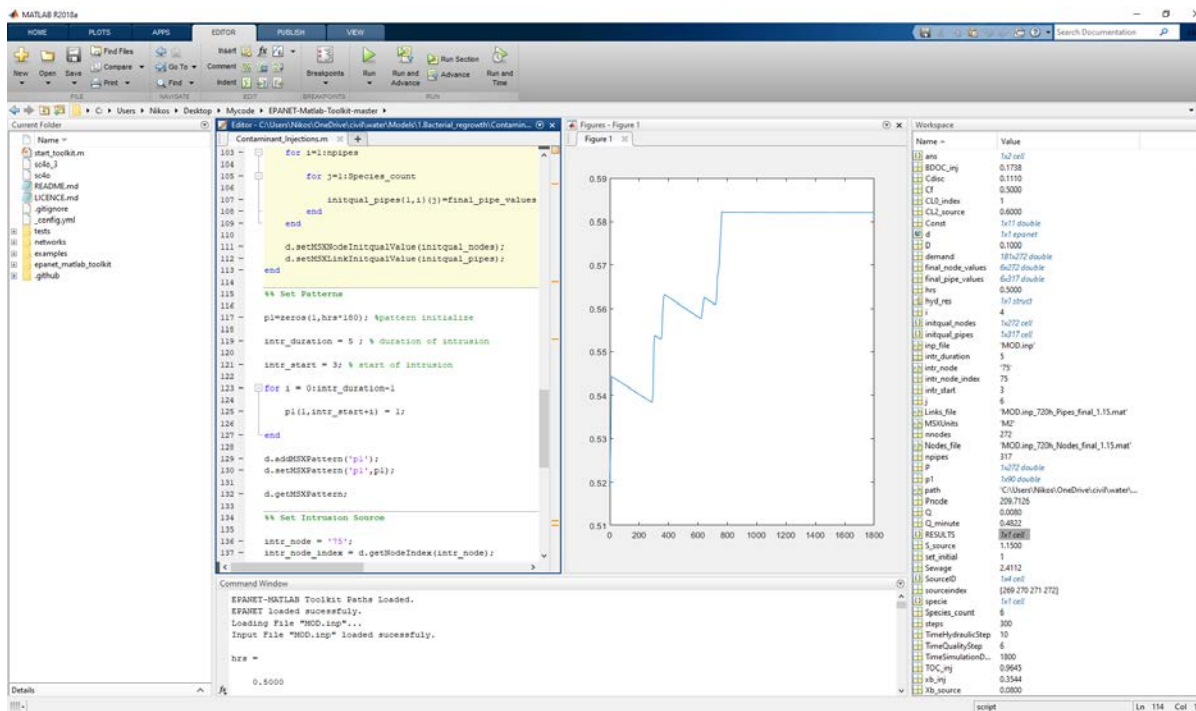 MATLAB R2018a
HOME PLOTS APPS EDITOR PUBLISH VIEW
Search Documentation
New Open Save
Find Files
Compare
Print
Go To
Find
Insert
Comment
Indent
Breakpoints
Run
Run and Advance
Run Section
Advance
Run and Time
FILE NAVIGATE EDIT BREAKPOINTS RUN
C: Users Nikos Desktop Mycode EPANET-Matlab-Toolkit-master
Current Folder
Name
start_toolkit.m
sc4o_3
sc4o
README.md
LICENCE.md
.gitignore
_config.yml
tests
networks
examples
epanet_matlab_toolkit
.github
Details
Editor - C:\Users\Nikos\OneDrive\civil\water\Models\1.Bacterial_regrowth\Contamin...
Contaminant_Injections.m
103 for i=1:npipes
104
105 for j=1:Species_count
106
107 initqual_pipes{1,i}(j)=final_pipe_values
108 end
109 end
110
111 d.setMSXNodeInitqualValue(initqual_nodes);
112 d.setMSXLinkInitqualValue(initqual_pipes);
113 end
114
115 %% Set Patterns
116
117 p1=zeros(1,hrs*180); %pattern initialize
118
119 intr_duration = 5 ; % duration of intrusion
120
121 intr_start = 3; % start of intrusion
122
123 for i = 0:intr_duration-1
124
125 p1(1,intr_start+i) = 1;
126
127 end
128
129 d.addMSXPattern('p1');
130 d.setMSXPattern('p1',p1);
131
132 d.getMSXPattern;
133
134 %% Set Intrusion Source
135
136 intr_node = '75';
137 intr_node_index = d.getNodeIndex(intr_node);
Figures - Figure 1
Figure 1
0.59
0.58
0.57
0.56
0.55
0.54
0.53
0.52
0.51
0 200 400 600 800 1000 1200 1400 1600 1800
Command Window
EPANET-MATLAB Toolkit Paths Loaded.
EPANET loaded sucessfuly.
Loading File "MOD.inp"...
Input File "MOD.inp" loaded sucessfuly.
hrs =
0.5000
fx
Workspace
Name Value
ans 1x2 cell
BDOC_inj 0.1738
Cdisc 0.1110
Cf 0.5000
CL0_index 1
CL2_source 0.6000
Const 1x11 double
d 1x1 epanet
D 0.1000
demand 181x272 double
final_node_values 6x272 double
final_pipe_values 6x317 double
hrs 0.5000
hyd_res 1x1 struct
i 4
initqual_nodes 1x272 cell
initqual_pipes 1x317 cell
inp_file 'MOD.inp'
intr_duration 5
intr_node '75'
intr_node_index 75
intr_start 3
j 6
Links_file 'MOD.inp_720h_Pipes_final_1.15.mat'
MSXUnits 'M2'
nnodes 272
Nodes_file 'MOD.inp_720h_Nodes_final_1.15.mat'
npipes 317
P 1x272 double
p1 1x90 double
path 'C:\Users\Nikos\OneDrive\civil\water\...
Pnode 209.7126
Q 0.0080
Q_minute 0.4822
RESULTS 1x1 cell
S_source 1.1500
set_initial 1
Sewage 2.4112
SourceID 1x4 cell
sourceindex [269 270 271 272]
specie 1x1 cell
Species_count 6
steps 300
TimeHydraulicStep 10
TimeQualityStep 6
TimeSimulationD... 1800
TOC_inj 0.9645
xb_inj 0.3544
Xb_source 0.0800
script Ln 114 Col 1